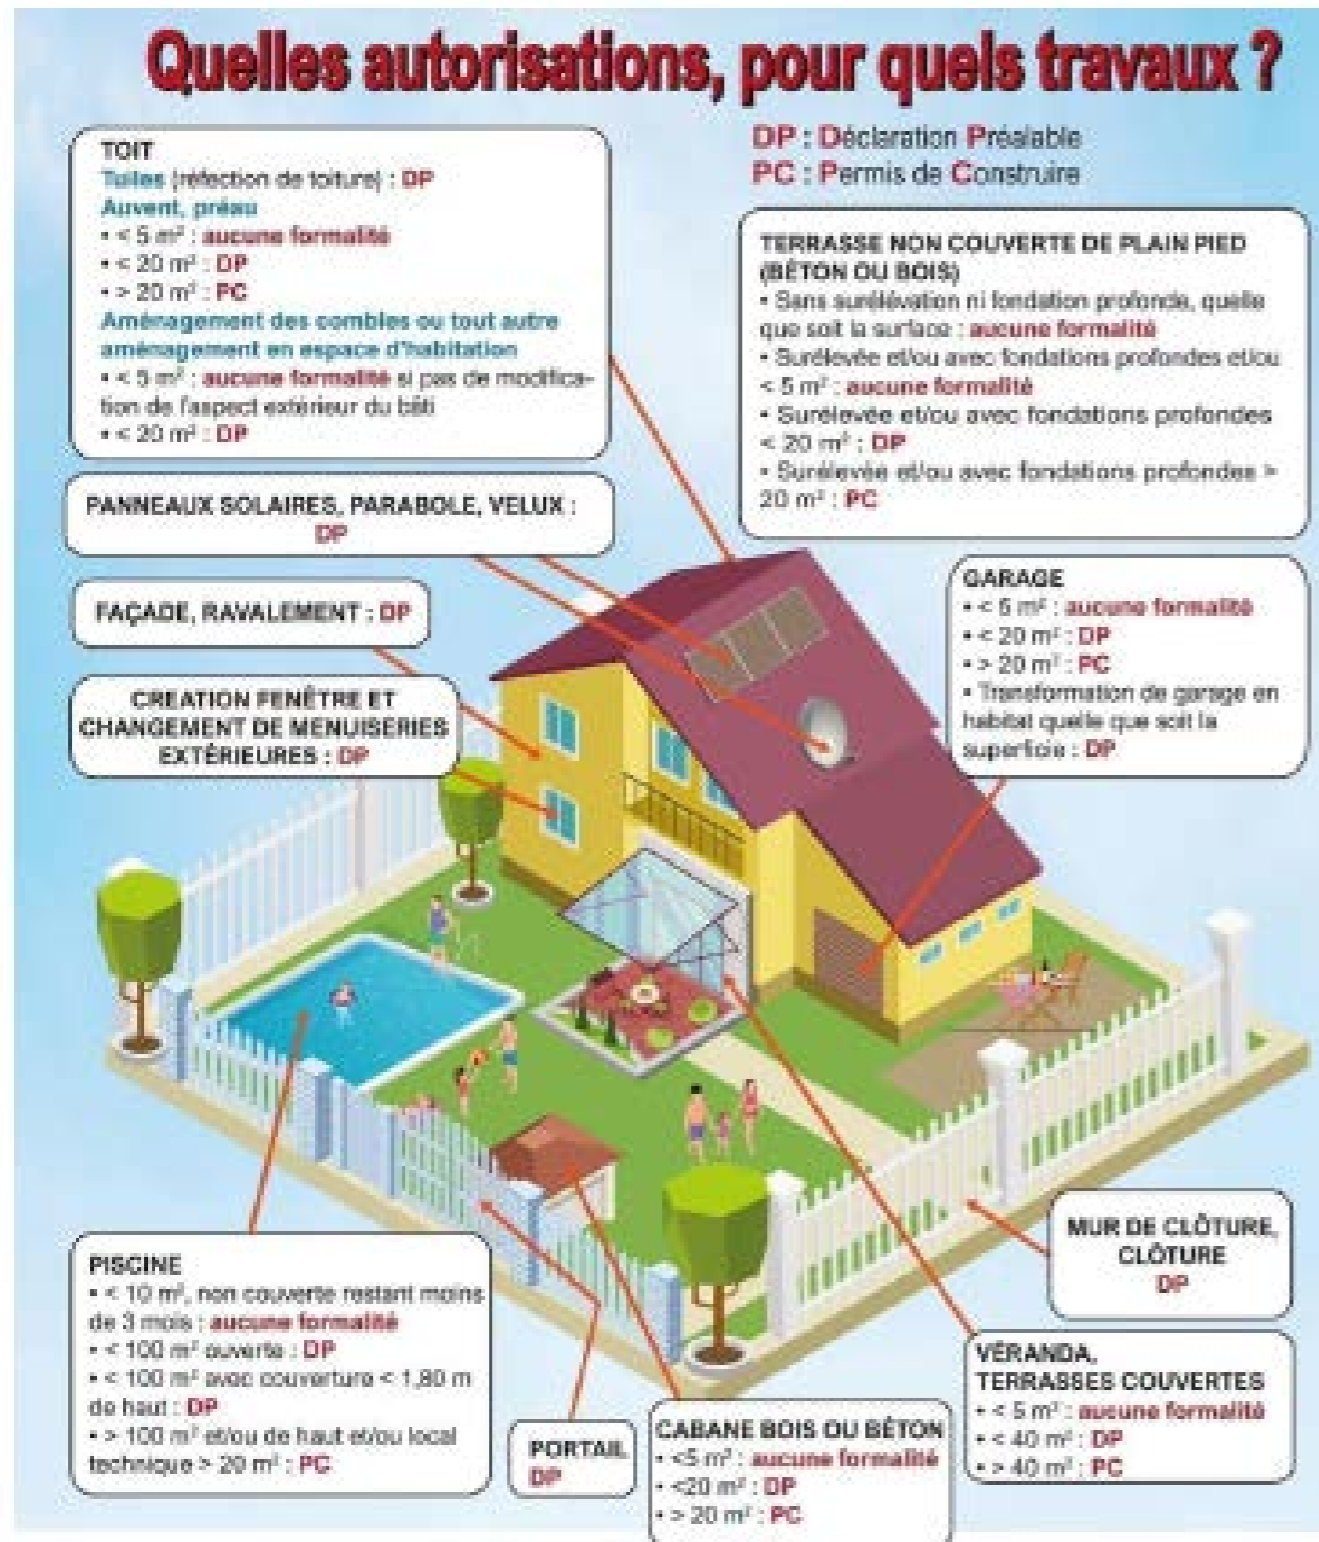 Quelles autorisations, pour quels travaux ?
DP : Déclaration Préalable
PC : Permis de Construire
TOIT
Tuiles (réfection de toiture) : DP
Auvent, préau
• < 5 m² : aucune formalité
• < 20 m² : DP
• > 20 m² : PC
Aménagement des combles ou tout autre
aménagement en espace d'habitation
• < 5 m² : aucune formalité si pas de modifica-
tion de l'aspect extérieur du bâti
• < 20 m² : DP
TERRASSE NON COUVERTE DE PLAIN PIED
(BÉTON OU BOIS)
• Sans surélévation ni fondation profonde, quelle
que soit la surface : aucune formalité
• Surélevée et/ou avec fondations profondes et/ou
< 5 m² : aucune formalité
• Surélevée et/ou avec fondations profondes
< 20 m² : DP
• Surélevée et/ou avec fondations profondes >
20 m² : PC
PANNEAUX SOLAIRES, PARABOLE, VELUX :
DP
FAÇADE, RAVALEMENT : DP
CREATION FENÊTRE ET
CHANGEMENT DE MENUISERIES
EXTÉRIEURES : DP
GARAGE
• < 5 m² : aucune formalité
• < 20 m² : DP
• > 20 m² : PC
• Transformation de garage en
habitat quelle que soit la
superficie : DP
PISCINE
• < 10 m², non couverte restant moins
de 3 mois : aucune formalité
• < 100 m² ouverte : DP
• < 100 m² avec couverture < 1,80 m
de haut : DP
• > 100 m² et/ou de haut et/ou local
technique > 20 m² : PC
PORTAIL
DP
CABANE BOIS OU BÉTON
• <5 m² : aucune formalité
• <20 m² : DP
• > 20 m² : PC
MUR DE CLÔTURE,
CLÔTURE
DP
VÉRANDA,
TERRASSES COUVERTES
• < 5 m² : aucune formalité
• < 40 m² : DP
• > 40 m² : PC